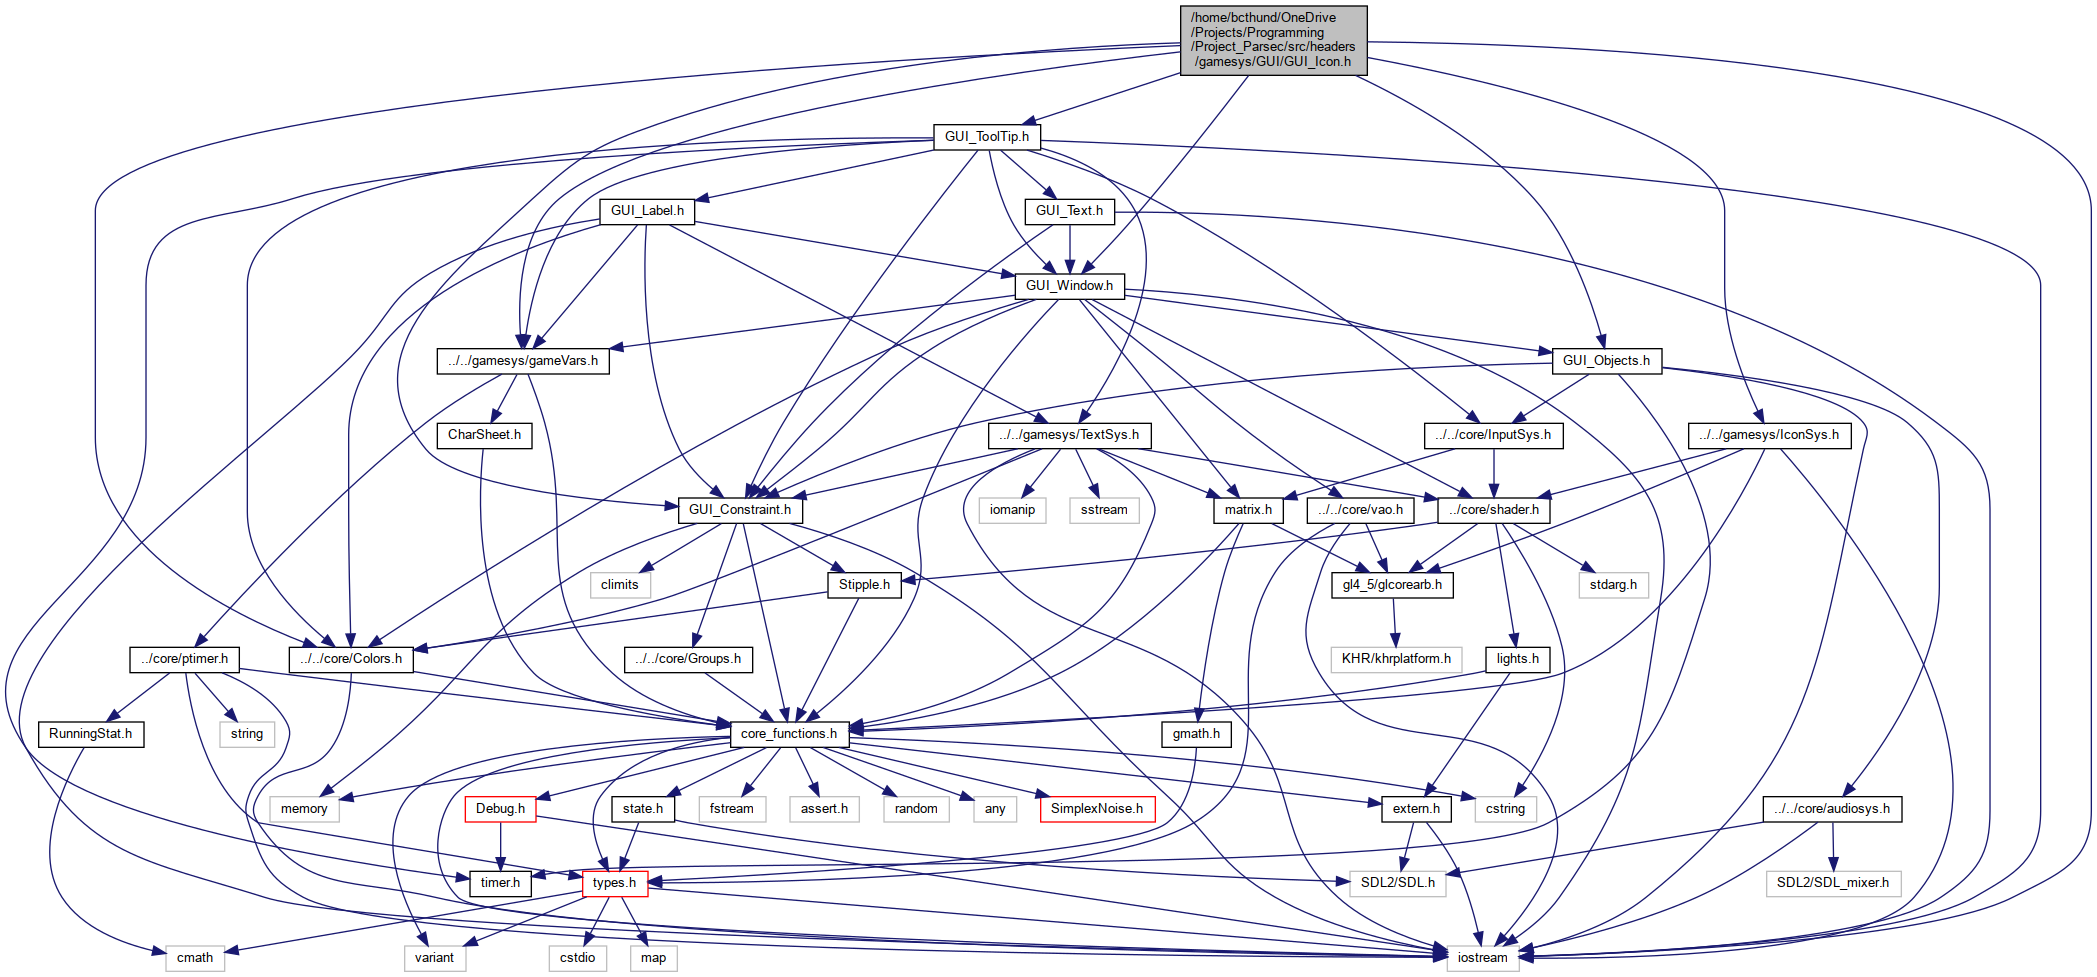 /home/bcthund/OneDrive
/Projects/Programming
/Project_Parsec/src/headers
/gamesys/GUI/GUI_Icon.h
GUI_ToolTip.h
GUI_Label.h
GUI_Text.h
GUI_Window.h
../../gamesys/gameVars.h
GUI_Objects.h
CharSheet.h
../../gamesys/TextSys.h
../../core/InputSys.h
../../gamesys/IconSys.h
GUI_Constraint.h
iomanip
sstream
matrix.h
../../core/vao.h
../core/shader.h
climits
Stipple.h
gl4_5/glcorearb.h
stdarg.h
../core/ptimer.h
../../core/Colors.h
../../core/Groups.h
KHR/khrplatform.h
lights.h
RunningStat.h
string
core_functions.h
gmath.h
memory
Debug.h
state.h
fstream
assert.h
random
any
SimplexNoise.h
extern.h
cstring
../../core/audiosys.h
timer.h
types.h
SDL2/SDL.h
SDL2/SDL_mixer.h
cmath
variant
cstdio
map
iostream